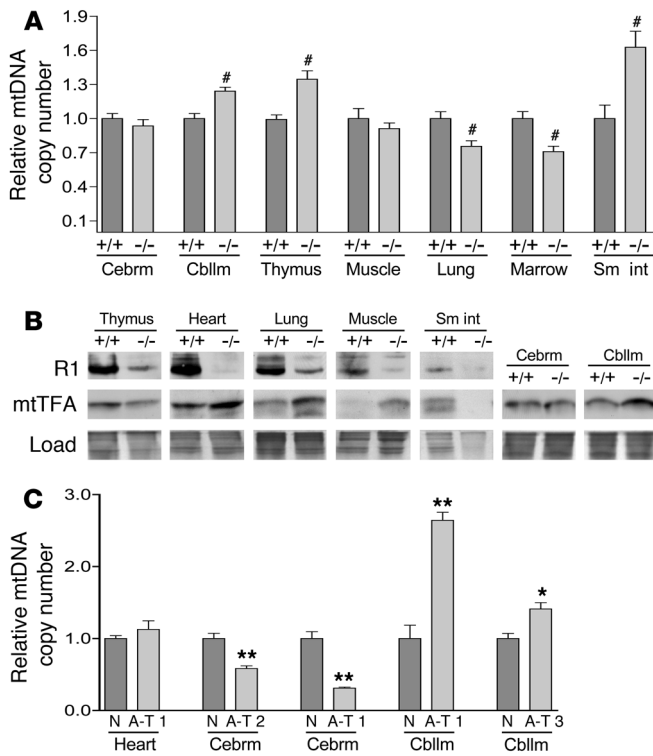 A
Relative mtDNA
copy number
1.9
1.6
1.3
1.0
0.7
0.4
0.1
# # # # #
+/+ -/- +/+ -/- +/+ -/- +/+ -/- +/+ -/- +/+ -/- +/+ -/-
Cebrm Cbllm Thymus Muscle Lung Marrow Sm int
B
Thymus Heart Lung Muscle Sm int
+/+ -/- +/+ -/- +/+ -/- +/+ -/- +/+ -/-
Cebrm Cbllm
+/+ -/- +/+ -/-
R1
mtTFA
Load
C
Relative mtDNA
copy number
3.0
2.0
1.0
0.0
** ** ** *
N A-T 1 N A-T 2 N A-T 1 N A-T 1 N A-T 3
Heart Cebrm Cebrm Cbllm Cbllm